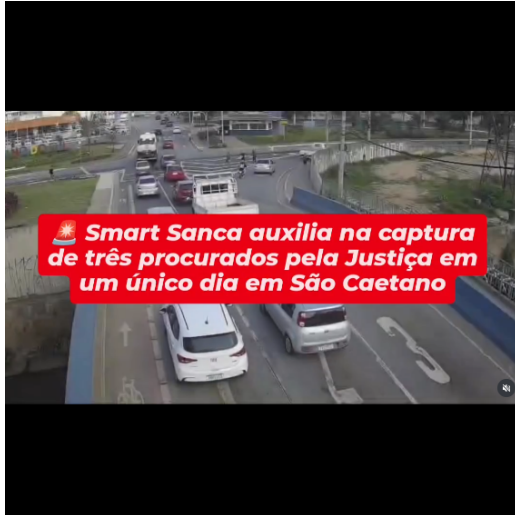 🚨 Smart Sanca auxilia na captura
de três procurados pela Justiça em
um único dia em São Caetano